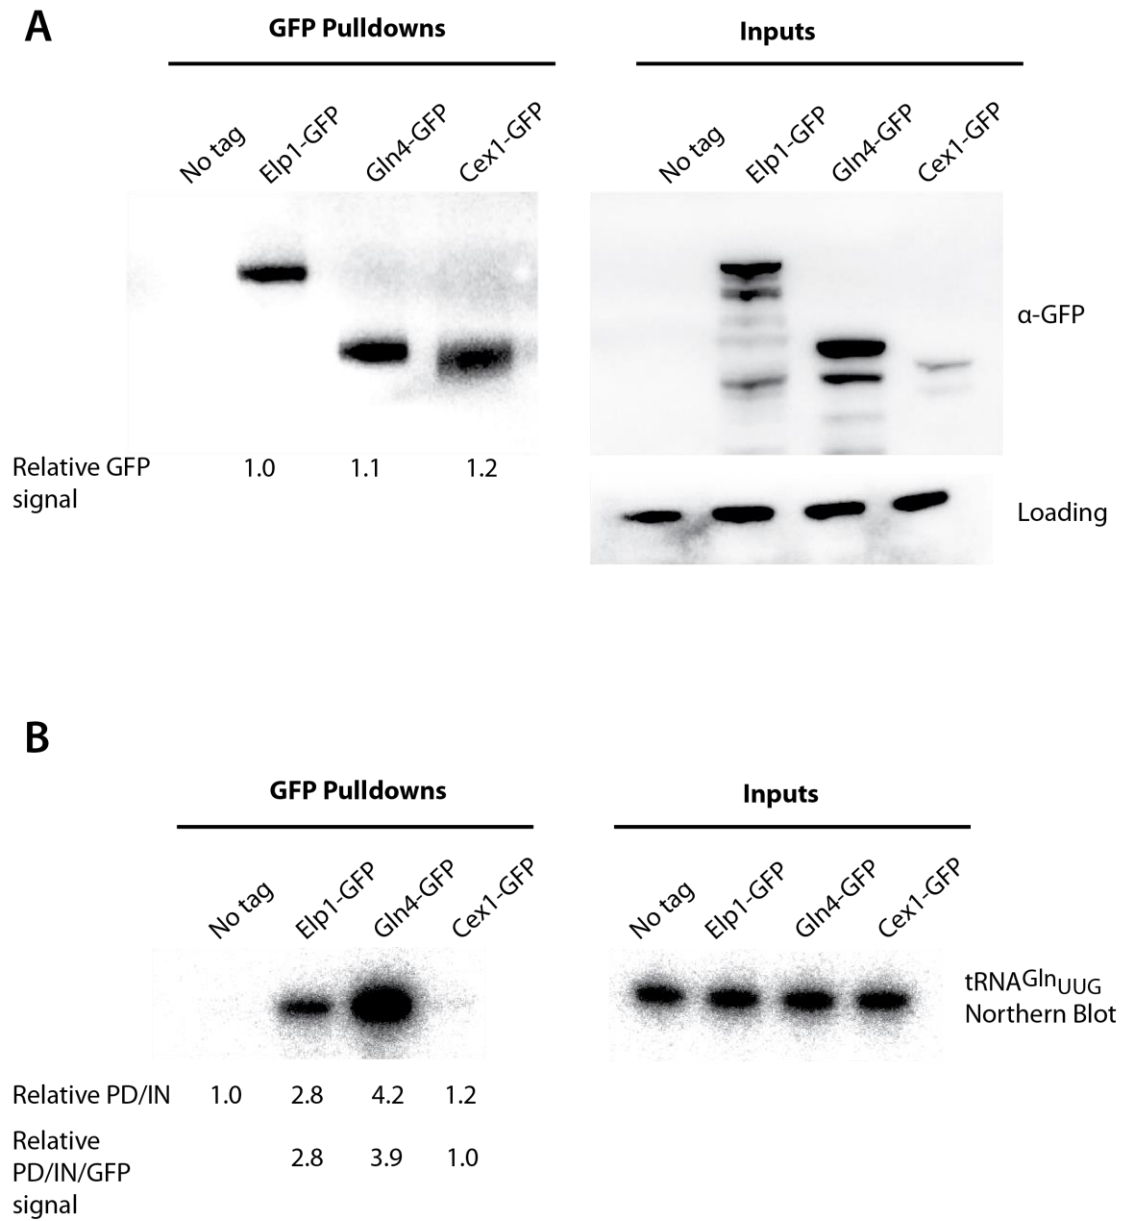 A
GFP Pulldowns
Inputs
No tag
Elp1-GFP
Gln4-GFP
Cex1-GFP
No tag
Elp1-GFP
Gln4-GFP
Cex1-GFP
α-GFP
Relative GFP
signal
1.0 1.1 1.2
Loading
B
GFP Pulldowns
Inputs
No tag
Elp1-GFP
Gln4-GFP
Cex1-GFP
No tag
Elp1-GFP
Gln4-GFP
Cex1-GFP
tRNAGlnUUG
Northern Blot
Relative PD/IN 1.0 2.8 4.2 1.2
Relative
PD/IN/GFP
signal
2.8 3.9 1.0